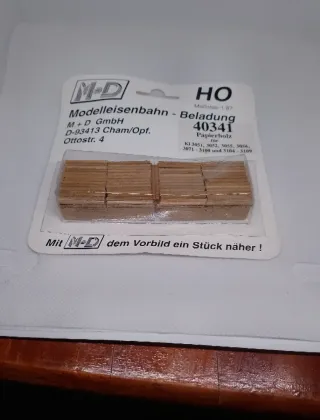 M+D
HO
Maßstab 1:87
Modelleisenbahn - Beladung
M + D GmbH
40341
D-93413 Cham/Opf.
Papierholz
Ottostr. 4
für
Mit M+D dem Vorbild ein Stück näher !